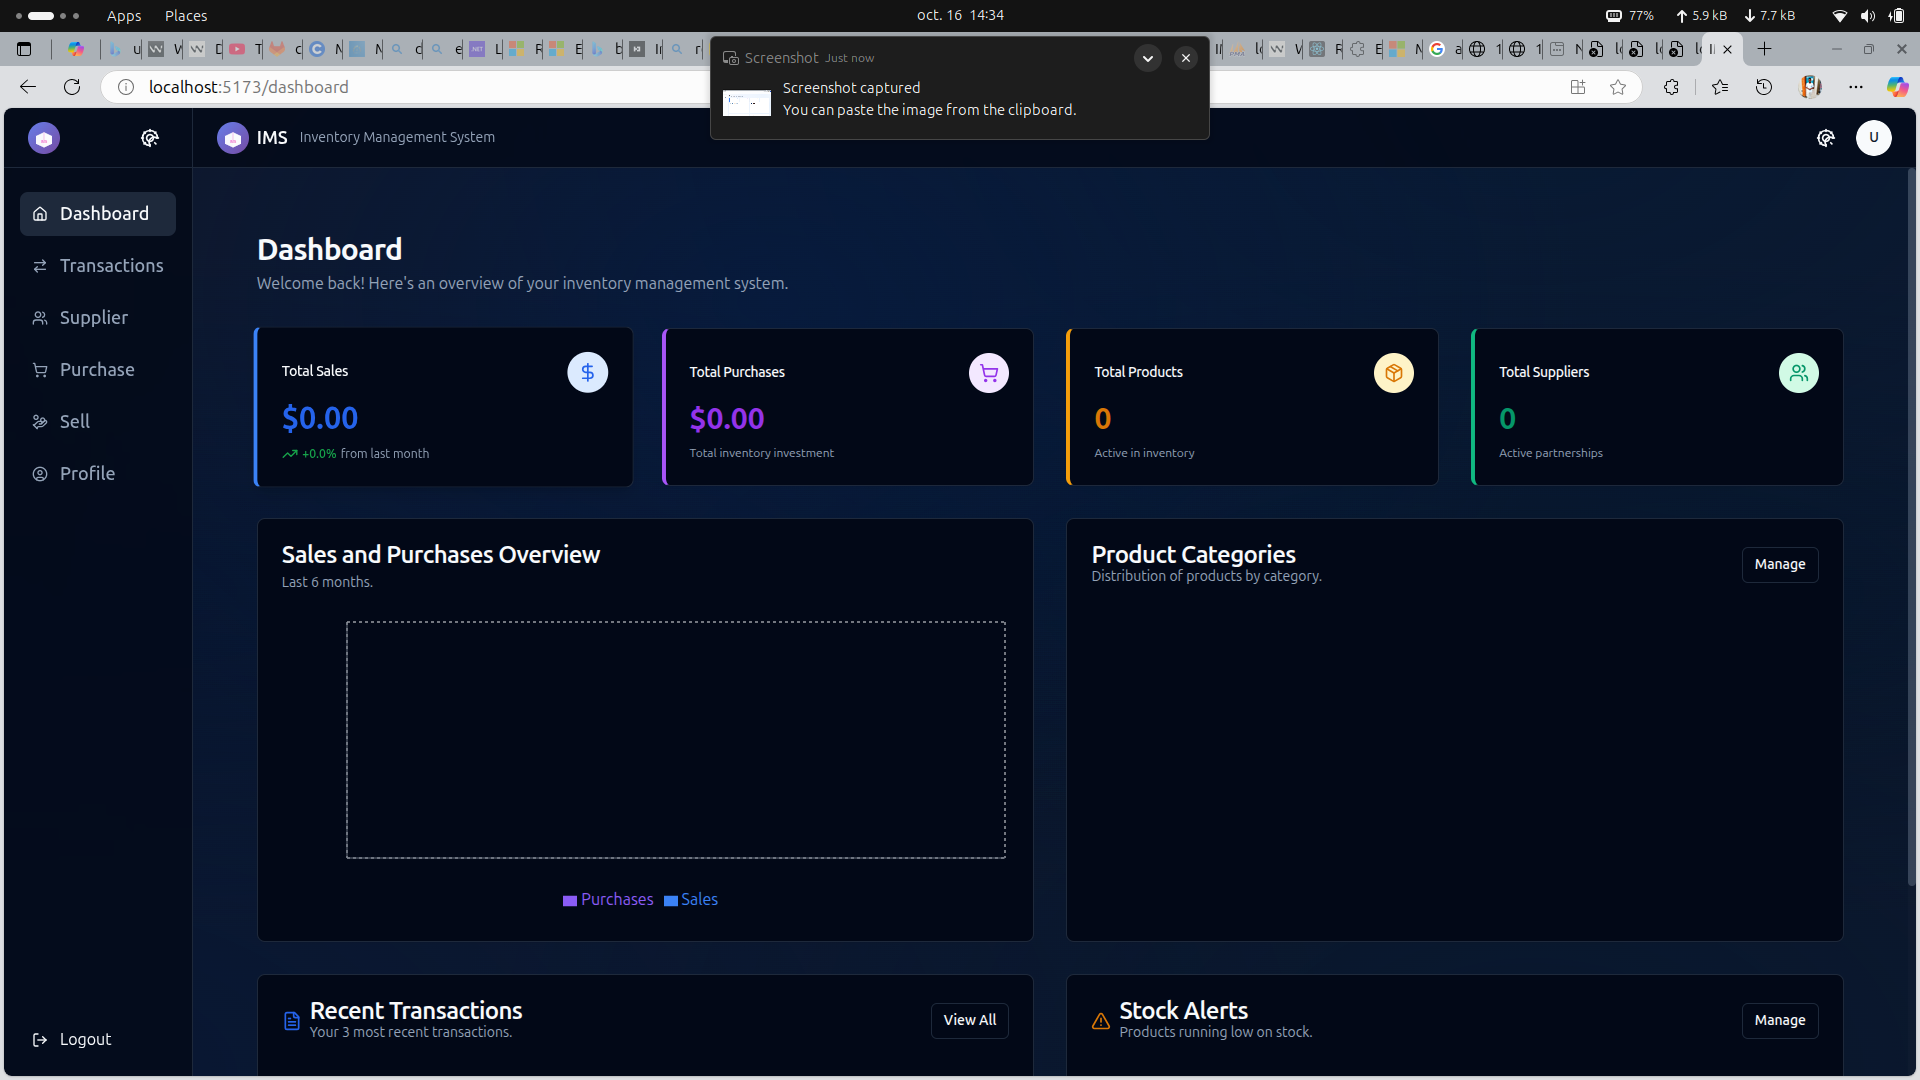 Apps Places
oct. 16 14:34
77% 5.9 kB 7.7 kB
localhost:5173/dashboard
Screenshot Just now
Screenshot captured
You can paste the image from the clipboard.
IMS Inventory Management System
U
Dashboard
Transactions
Supplier
Purchase
Sell
Profile
Logout
Dashboard
Welcome back! Here's an overview of your inventory management system.
Total Sales
$0.00
+0.0% from last month
Total Purchases
$0.00
Total inventory investment
Total Products
0
Active in inventory
Total Suppliers
0
Active partnerships
Sales and Purchases Overview
Last 6 months.
Purchases Sales
Product Categories
Distribution of products by category.
Manage
Recent Transactions
Your 3 most recent transactions.
View All
Stock Alerts
Products running low on stock.
Manage